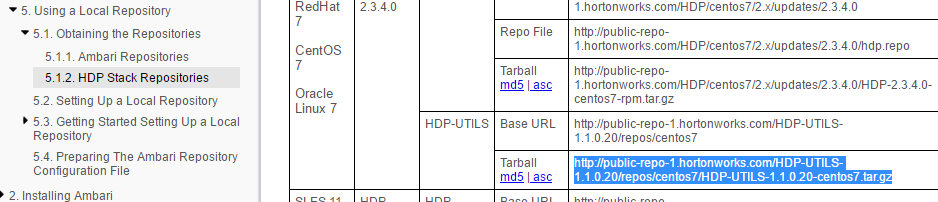 5. Using a Local Repository
5.1. Obtaining the Repositories
5.1.1. Ambari Repositories
5.1.2. HDP Stack Repositories
5.2. Setting Up a Local Repository
5.3. Getting Started Setting Up a Local
Repository
5.4. Preparing The Ambari Repository
Configuration File
2. Installing Ambari
RedHat
7
CentOS
7
Oracle
Linux 7
2.3.4.0
1.hortonworks.com/HDP/centos7/2.x/updates/2.3.4.0
Repo File
http://public-repo-
1.hortonworks.com/HDP/centos7/2.x/updates/2.3.4.0/hdp.repo
Tarball
md5 | asc
http://public-repo-
1.hortonworks.com/HDP/centos7/2.x/updates/2.3.4.0/HDP-2.3.4.0-
centos7-rpm.tar.gz
HDP-UTILS
Base URL
http://public-repo-1.hortonworks.com/HDP-UTILS-
1.1.0.20/repos/centos7
Tarball
md5 | asc
http://public-repo-1.hortonworks.com/HDP-UTILS-
1.1.0.20/repos/centos7/HDP-UTILS-1.1.0.20-centos7.tar.gz
SLES 11
HDP
HDP
Base URL
http://public-repo-